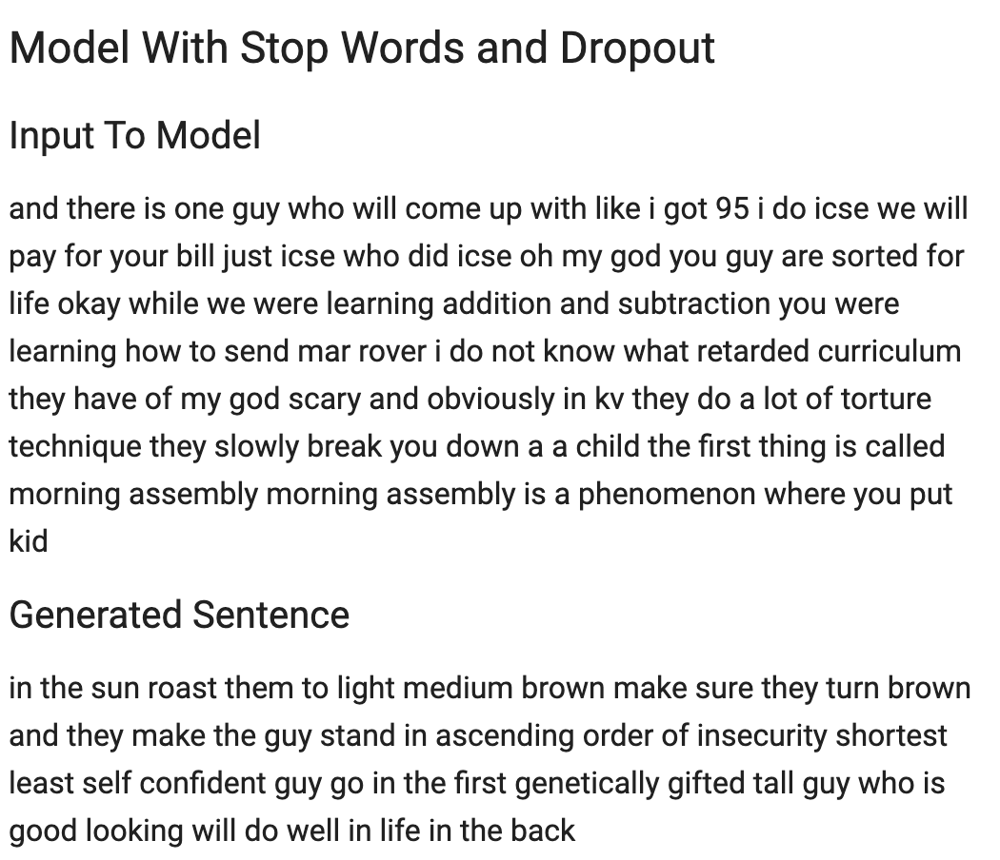 Model With Stop Words and Dropout
Input To Model
and there is one guy who will come up with like i got 95 i do icse we will
pay for your bill just icse who did icse oh my god you guy are sorted for
life okay while we were learning addition and subtraction you were
learning how to send mar rover i do not know what retarded curriculum
they have of my god scary and obviously in kv they do a lot of torture
technique they slowly break you down a a child the first thing is called
morning assembly morning assembly is a phenomenon where you put
kid
Generated Sentence
in the sun roast them to light medium brown make sure they turn brown
and they make the guy stand in ascending order of insecurity shortest
least self confident guy go in the first genetically gifted tall guy who is
good looking will do well in life in the back